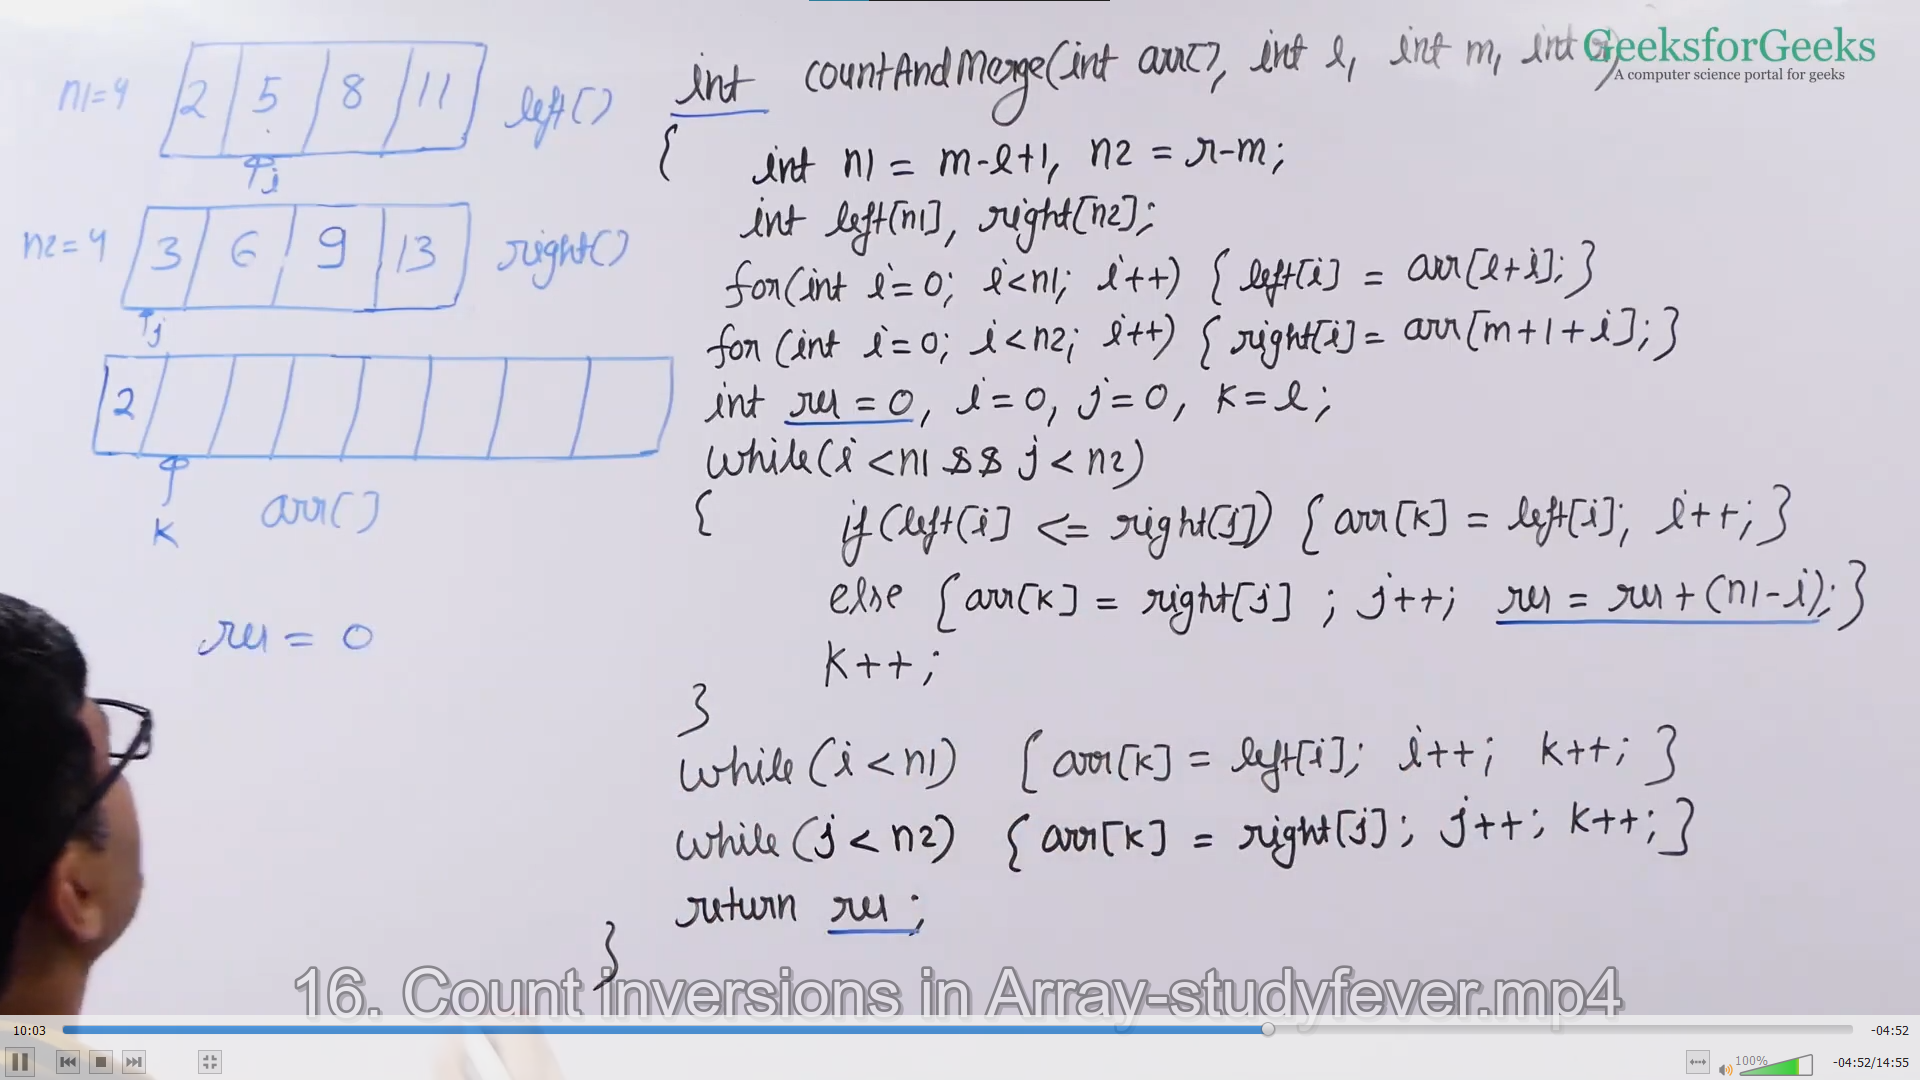 GeeksforGeeks
A computer science portal for geeks
n1=4 2 5 8 11 left[]
i
n2=4 3 6 9 13 right[]
j
2
k arr[]
res = 0
int countAndMerge(int arr[], int l, int m, int r)
{ int n1 = m-l+1, n2 = r-m;
int left[n1], right[n2];
for(int i=0; i<n1; i++) { left[i] = arr[l+i]; }
for (int i=0; i<n2; i++) { right[i] = arr[m+1+i]; }
int res = 0, i=0, j=0, k=l;
while(i<n1 && j<n2)
{ if(left[i] <= right[j]) {arr[k] = left[i]; i++; }
else {arr[k] = right[j] ; j++; res = res + (n1-i); }
k++;
}
while(i<n1) {arr[k] = left[i]; i++; k++; }
while(j<n2) {arr[k] = right[j]; j++; k++; }
return res;
}
16. Count inversions in Array-studyfever.mp4
10:03 -04:52
100% -04:52/14:55